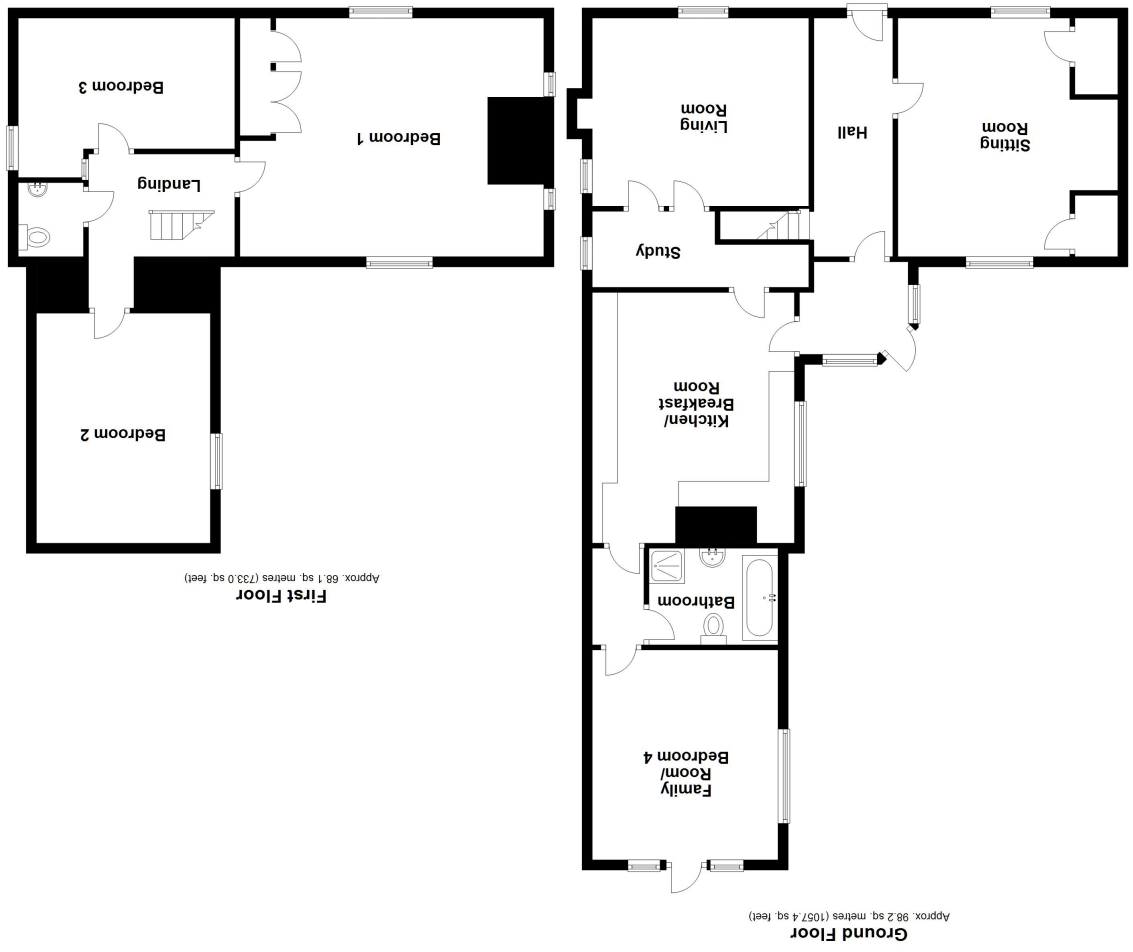 Ground Floor
Approx. 98.2 sq. metres (1057.4 sq. feet)
Family
Room/
Bedroom 4
Bathroom
Kitchen/
Breakfast
Room
Study
Sitting
Room
Hall
Living
Room
First Floor
Approx. 68.1 sq. metres (733.0 sq. feet)
Bedroom 2
Landing
Bedroom 1
Bedroom 3